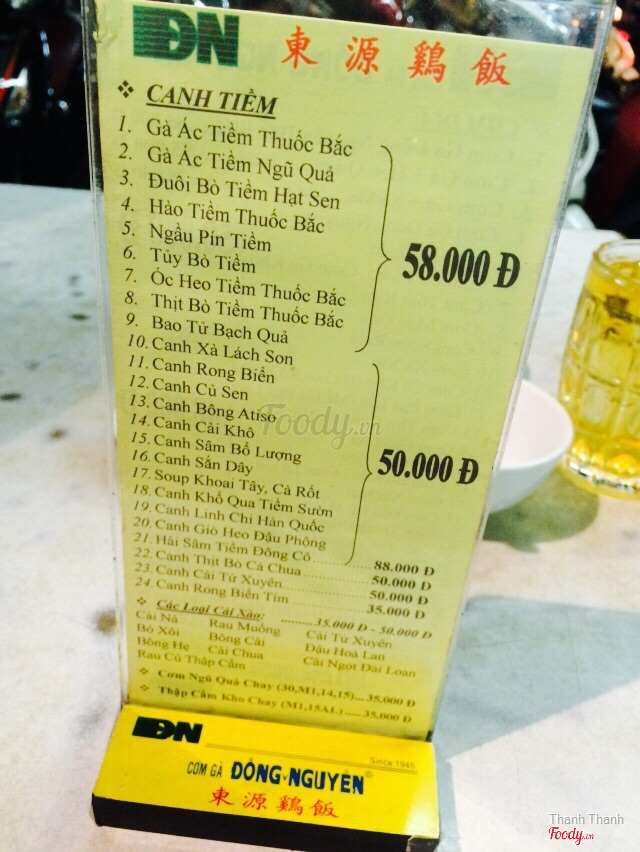 ĐN 東源鷄飯
❖ CANH TIỀM
1. Gà Ác Tiềm Thuốc Bắc
2. Gà Ác Tiềm Ngũ Quả
3. Đuôi Bò Tiềm Hạt Sen
4. Hào Tiềm Thuốc Bắc
5. Ngầu Pín Tiềm
6. Tủy Bò Tiềm
7. Óc Heo Tiềm Thuốc Bắc
8. Thịt Bò Tiềm Thuốc Bắc
9. Bao Tử Bạch Quả
58.000 Đ
10. Canh Xà Lách Son
11. Canh Rong Biển
12. Canh Củ Sen
13. Canh Bông Atiso
14. Canh Cải Khô
15. Canh Sâm Bổ Lượng
16. Canh Sắn Dây
17. Soup Khoai Tây, Cà Rốt
18. Canh Khổ Qua Tiềm Sườn
19. Canh Linh Chi Hàn Quốc
20. Canh Giò Heo Đậu Phộng
50.000 Đ
21. Hải Sâm Tiềm Đông Cô ........ 88.000 Đ
22. Canh Thịt Bò Cà Chua ........ 50.000 Đ
23. Canh Cải Tứ Xuyên ........ 50.000 Đ
24. Canh Rong Biển Tím ........ 35.000 Đ
❖ Các Loại Cải Xào: ......... 35.000 Đ - 50.000 Đ
Cải Ná Rau Muống Cải Tứ Xuyên
Bó Xôi Bông Cải Đậu Hoà Lan
Bông Hẹ Cải Chua Cải Ngọt Đài Loan
Rau Củ Thập Cẩm
❖ Cơm Ngũ Quả Chay (30,M1,14,15)... 35.000 Đ
❖ Thập Cẩm Kho Chay (M1,15AL) ..... 35.000 Đ
ĐN
Since 1945
CƠM GÀ ĐÔNG NGUYÊN®
東源鷄飯
Foody.vn
Thanh Thanh
Foody.vn